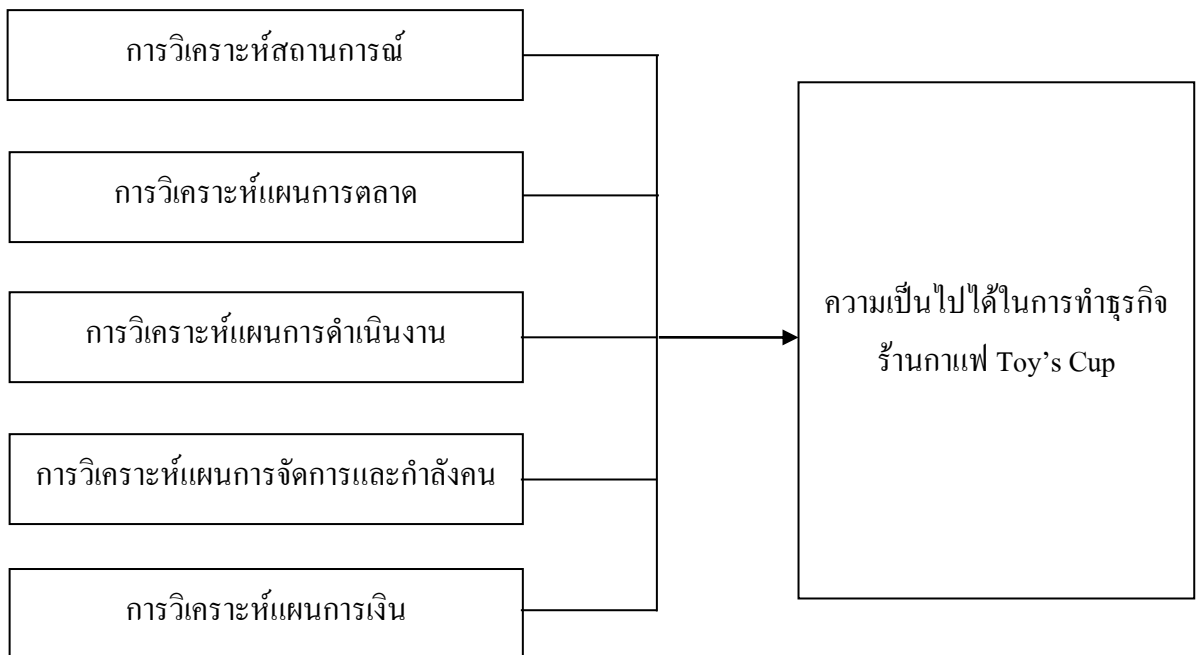 การวิเคราะห์สถานการณ์
การวิเคราะห์แผนการตลาด
การวิเคราะห์แผนการดำเนินงาน
การวิเคราะห์แผนการจัดการและกำลังคน
การวิเคราะห์แผนการเงิน
ความเป็นไปได้ในการทำธุรกิจ
ร้านกาแฟ Toy’s Cup